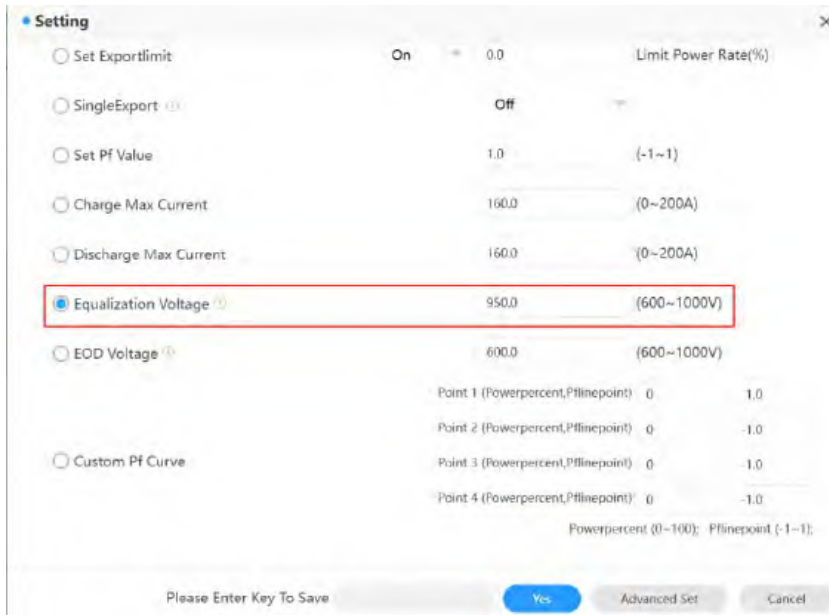 Setting
Set Exportlimit On 0.0 Limit Power Rate(%)
SingleExport Off
Set Pf Value 1.0 (-1~1)
Charge Max Current 160.0 (0~200A)
Discharge Max Current 160.0 (0~200A)
Equalization Voltage 950.0 (600~1000V)
EOD Voltage 600.0 (600~1000V)
Point 1 (Powerpercent,Pflinepoint) 0 1.0
Point 2 (Powerpercent,Pflinepoint) 0 -1.0
Custom Pf Curve
Point 3 (Powerpercent,Pflinepoint) 0 -1.0
Point 4 (Powerpercent,Pflinepoint) 0 -1.0
Powerpercent (0~100); Pflinepoint (-1~1);
Please Enter Key To Save Yes Advanced Set Cancel